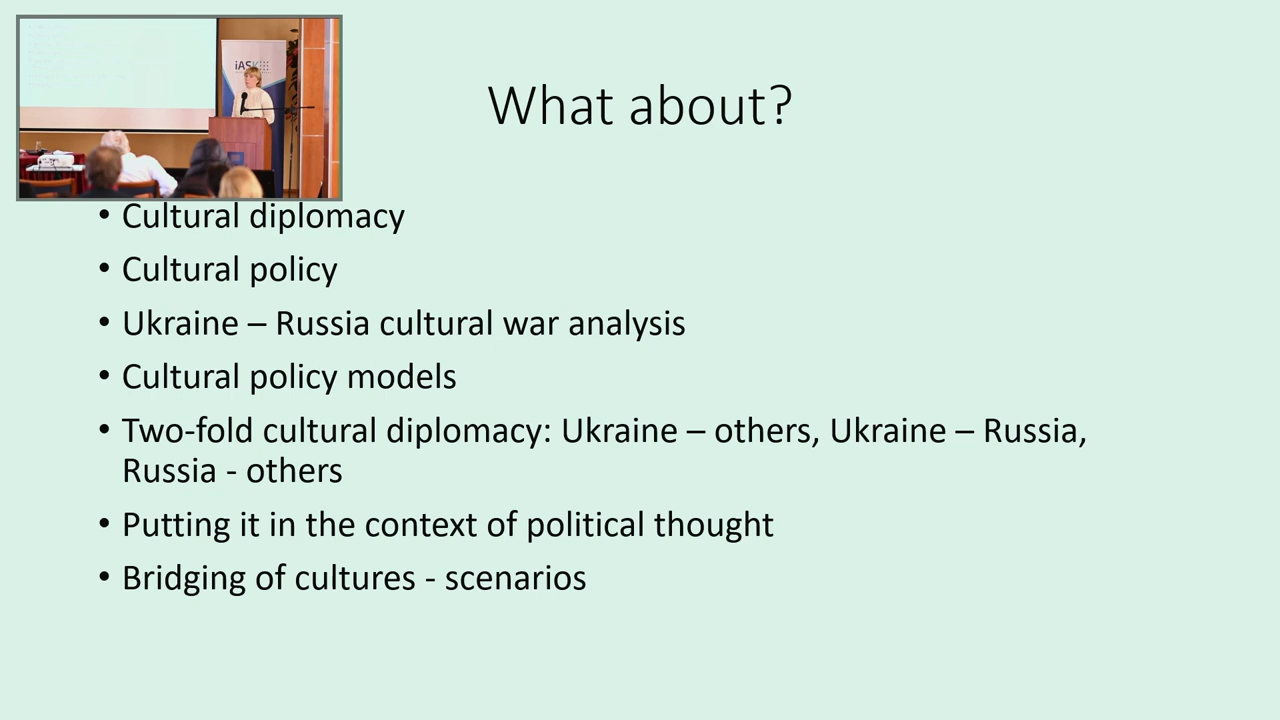 iASK
What about?
• Cultural diplomacy
• Cultural policy
• Ukraine – Russia cultural war analysis
• Cultural policy models
• Two-fold cultural diplomacy: Ukraine – others, Ukraine – Russia,
Russia - others
• Putting it in the context of political thought
• Bridging of cultures - scenarios